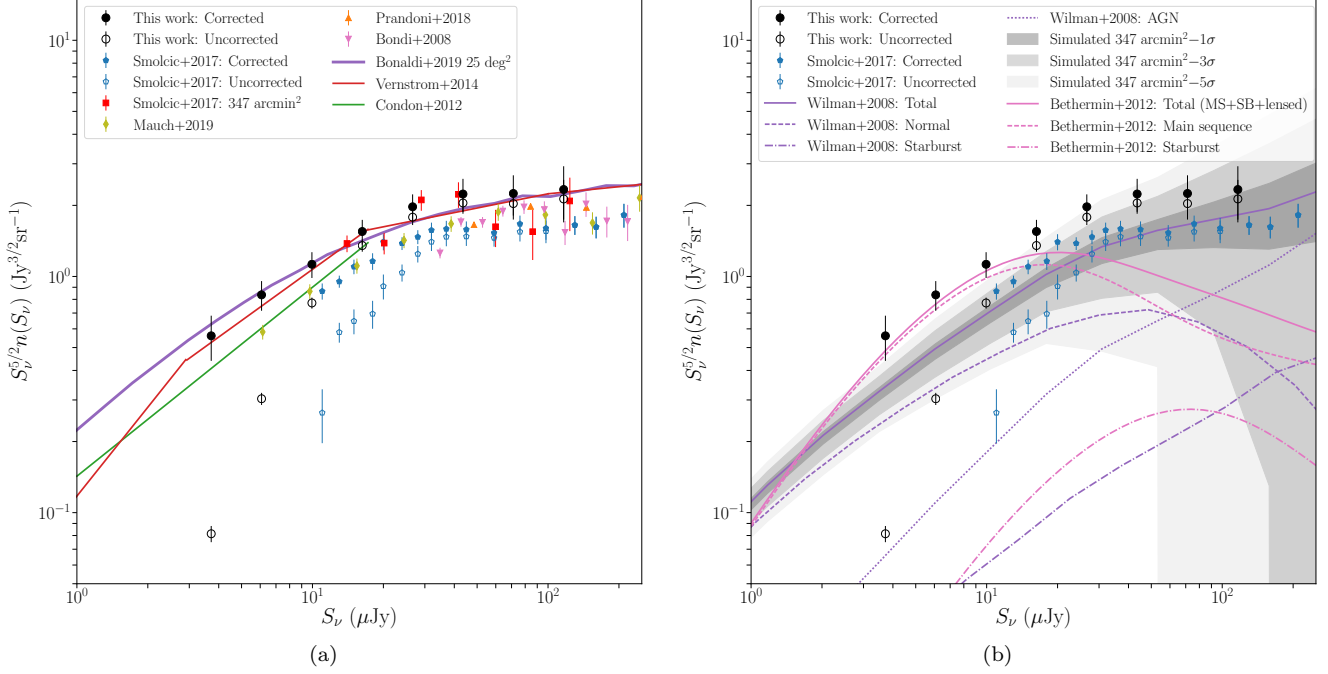 This work: Corrected
This work: Uncorrected
Smolcic+2017: Corrected
Smolcic+2017: Uncorrected
Smolcic+2017: 347 arcmin²
Mauch+2019
Prandoni+2018
Bondi+2008
Bonaldi+2019 25 deg²
Vernstrom+2014
Condon+2012
10¹
10⁰
10⁻¹
S_ν^{5/2} n(S_ν) (Jy^{3/2}sr⁻¹)
10⁰ 10¹ 10²
S_ν (μJy)
(a)
This work: Corrected
This work: Uncorrected
Smolcic+2017: Corrected
Smolcic+2017: Uncorrected
Wilman+2008: Total
Wilman+2008: Normal
Wilman+2008: Starburst
Wilman+2008: AGN
Simulated 347 arcmin²−1σ
Simulated 347 arcmin²−3σ
Simulated 347 arcmin²−5σ
Bethermin+2012: Total (MS+SB+lensed)
Bethermin+2012: Main sequence
Bethermin+2012: Starburst
10¹
10⁰
10⁻¹
S_ν^{5/2} n(S_ν) (Jy^{3/2}sr⁻¹)
10⁰ 10¹ 10²
S_ν (μJy)
(b)